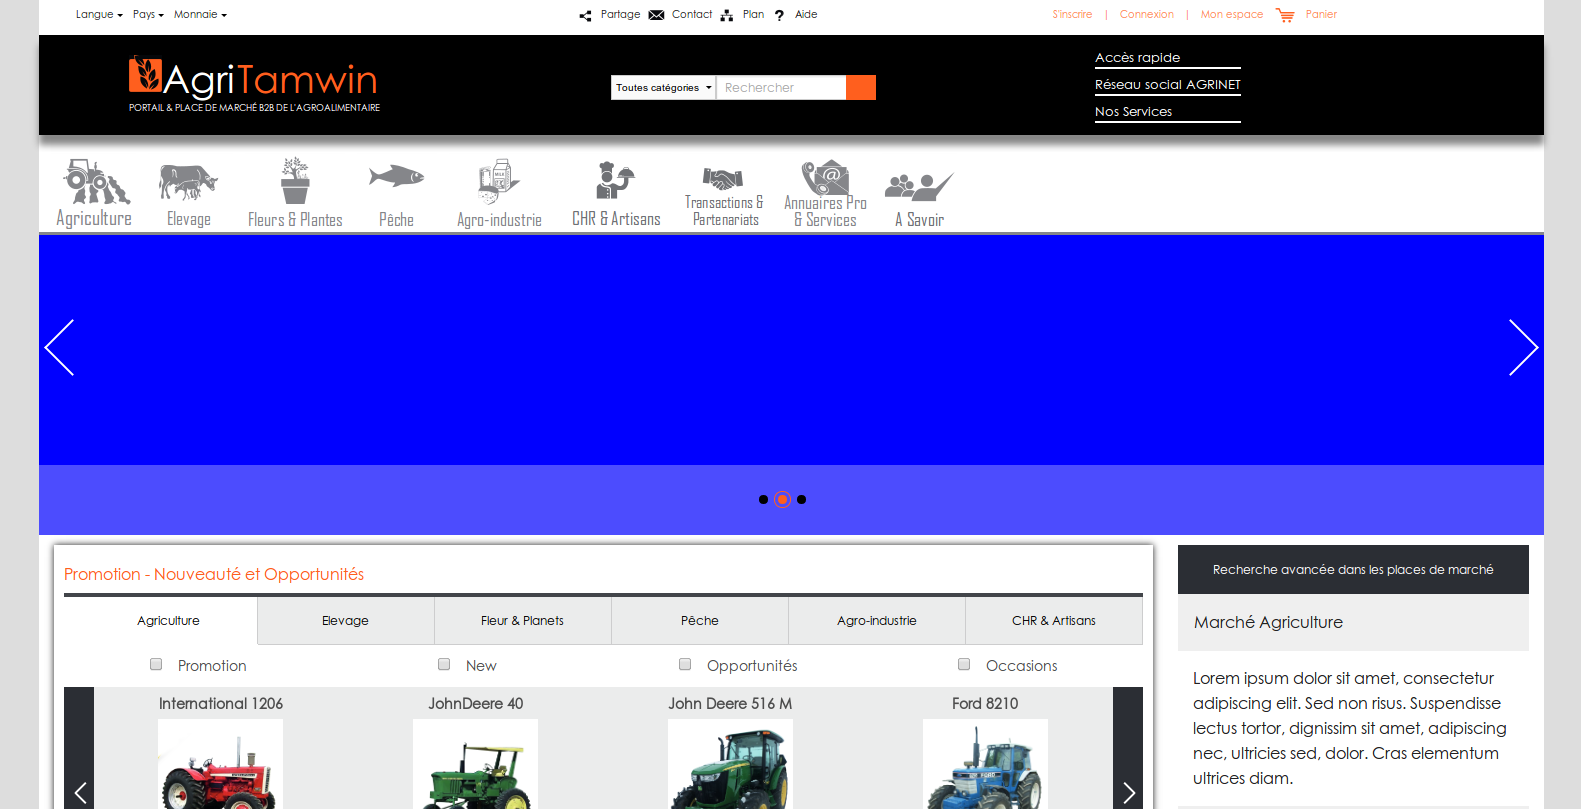 Langue Pays Monnaie Partage Contact Plan Aide S'inscrire | Connexion | Mon espace Panier
AgriTamwin
PORTAIL & PLACE DE MARCHÉ B2B DE L'AGROALIMENTAIRE
Toutes catégories Rechercher
Accès rapide
Réseau social AGRINET
Nos Services
Agriculture
Elevage
Fleurs & Plantes
Pêche
MILK
Agro-industrie
CHR & Artisans
Transactions &
Partenariats
Annuaires Pro
& Services
A Savoir
Promotion - Nouveauté et Opportunités
Agriculture Elevage Fleur & Planets Pêche Agro-industrie CHR & Artisans
Promotion New Opportunités Occasions
International 1206 JohnDeere 40 John Deere 516 M Ford 8210
FORD
Recherche avancée dans les places de marché
Marché Agriculture
Lorem ipsum dolor sit amet, consectetur
adipiscing elit. Sed non risus. Suspendisse
lectus tortor, dignissim sit amet, adipiscing
nec, ultricies sed, dolor. Cras elementum
ultrices diam.